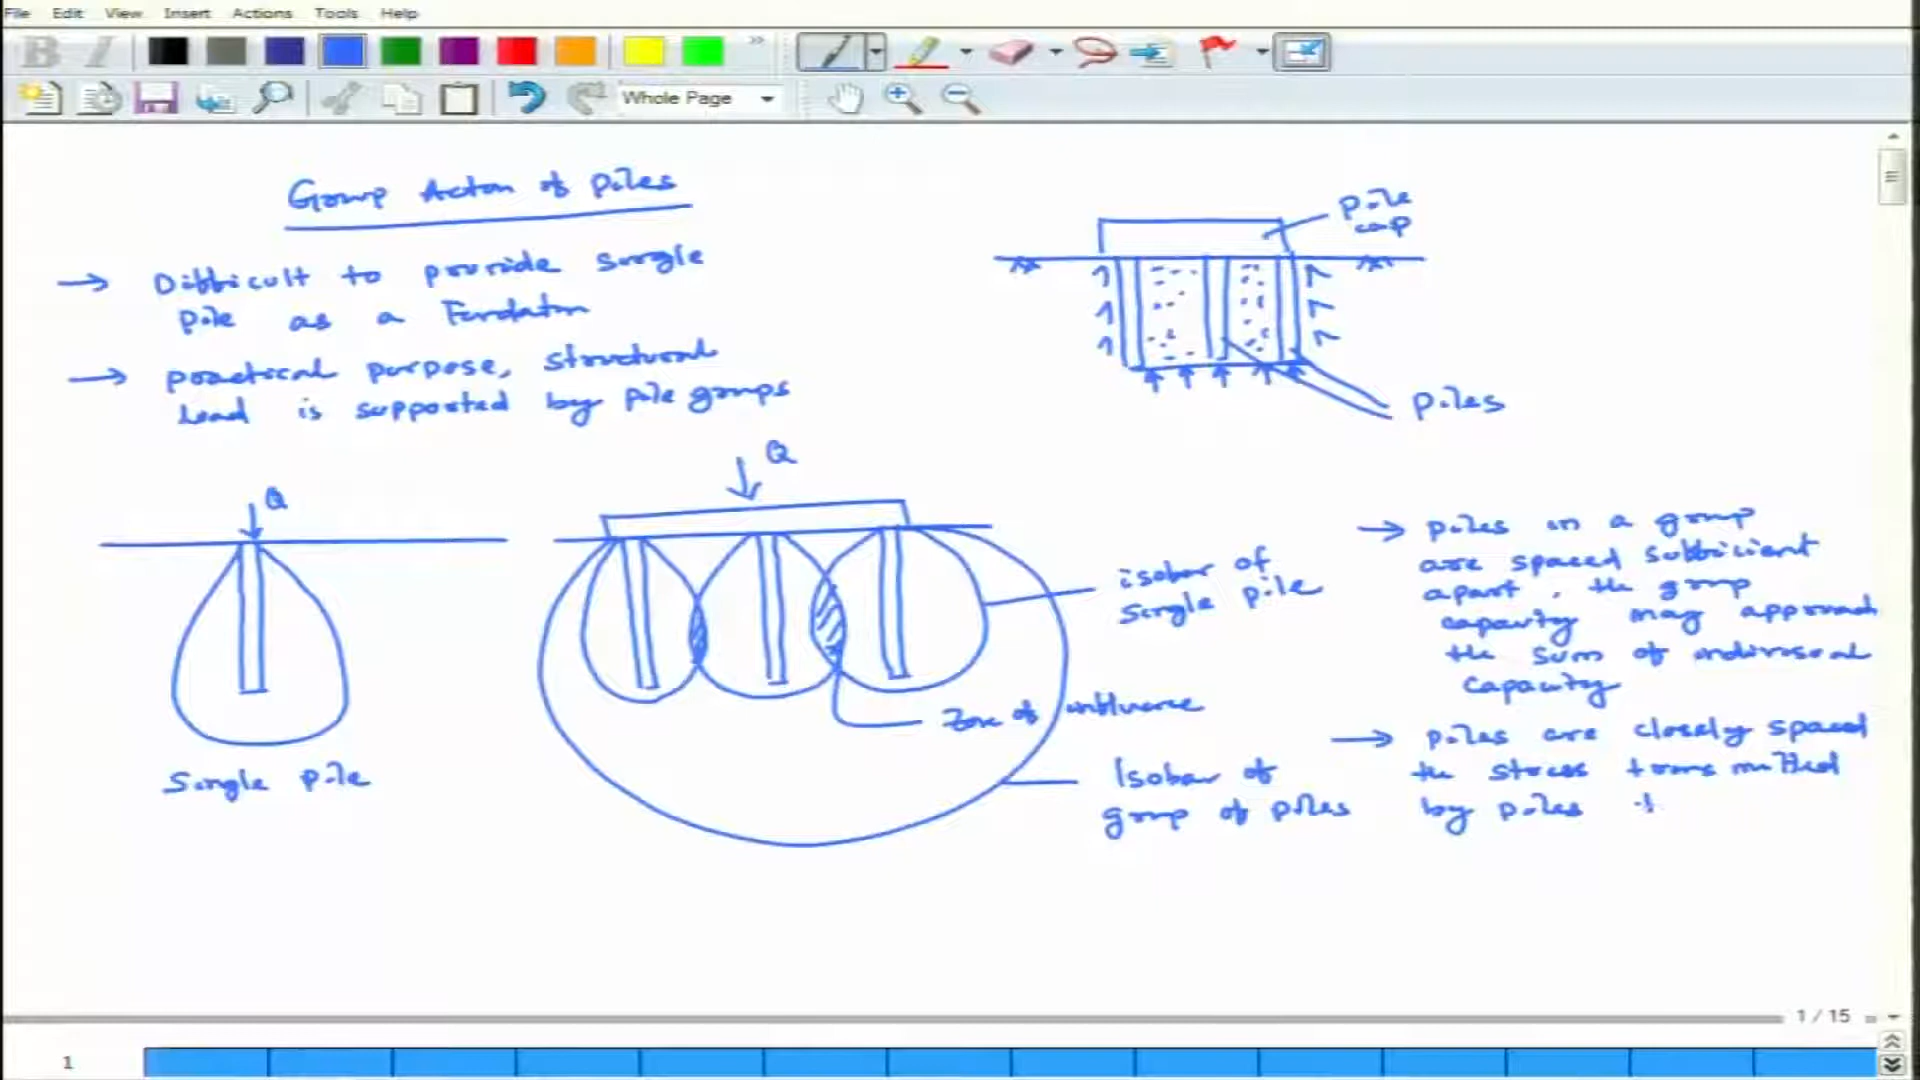 File Edit View Insert Actions Tools Help
B I
Whole Page
Group Action of Piles
→ Difficult to provide single
pile as a Foundation
→ practical purpose, structural
Load is supported by pile groups
pile
cap
piles
Q
Single pile
Q
isobar of
single pile
Zone of influence
Isobar of
group of piles
→ piles in a group
are spaced sufficient
apart, the group
capacity may approach
the sum of individual
capacity
→ piles are closely spaced
the stress transmitted
by piles t
1 / 15
1